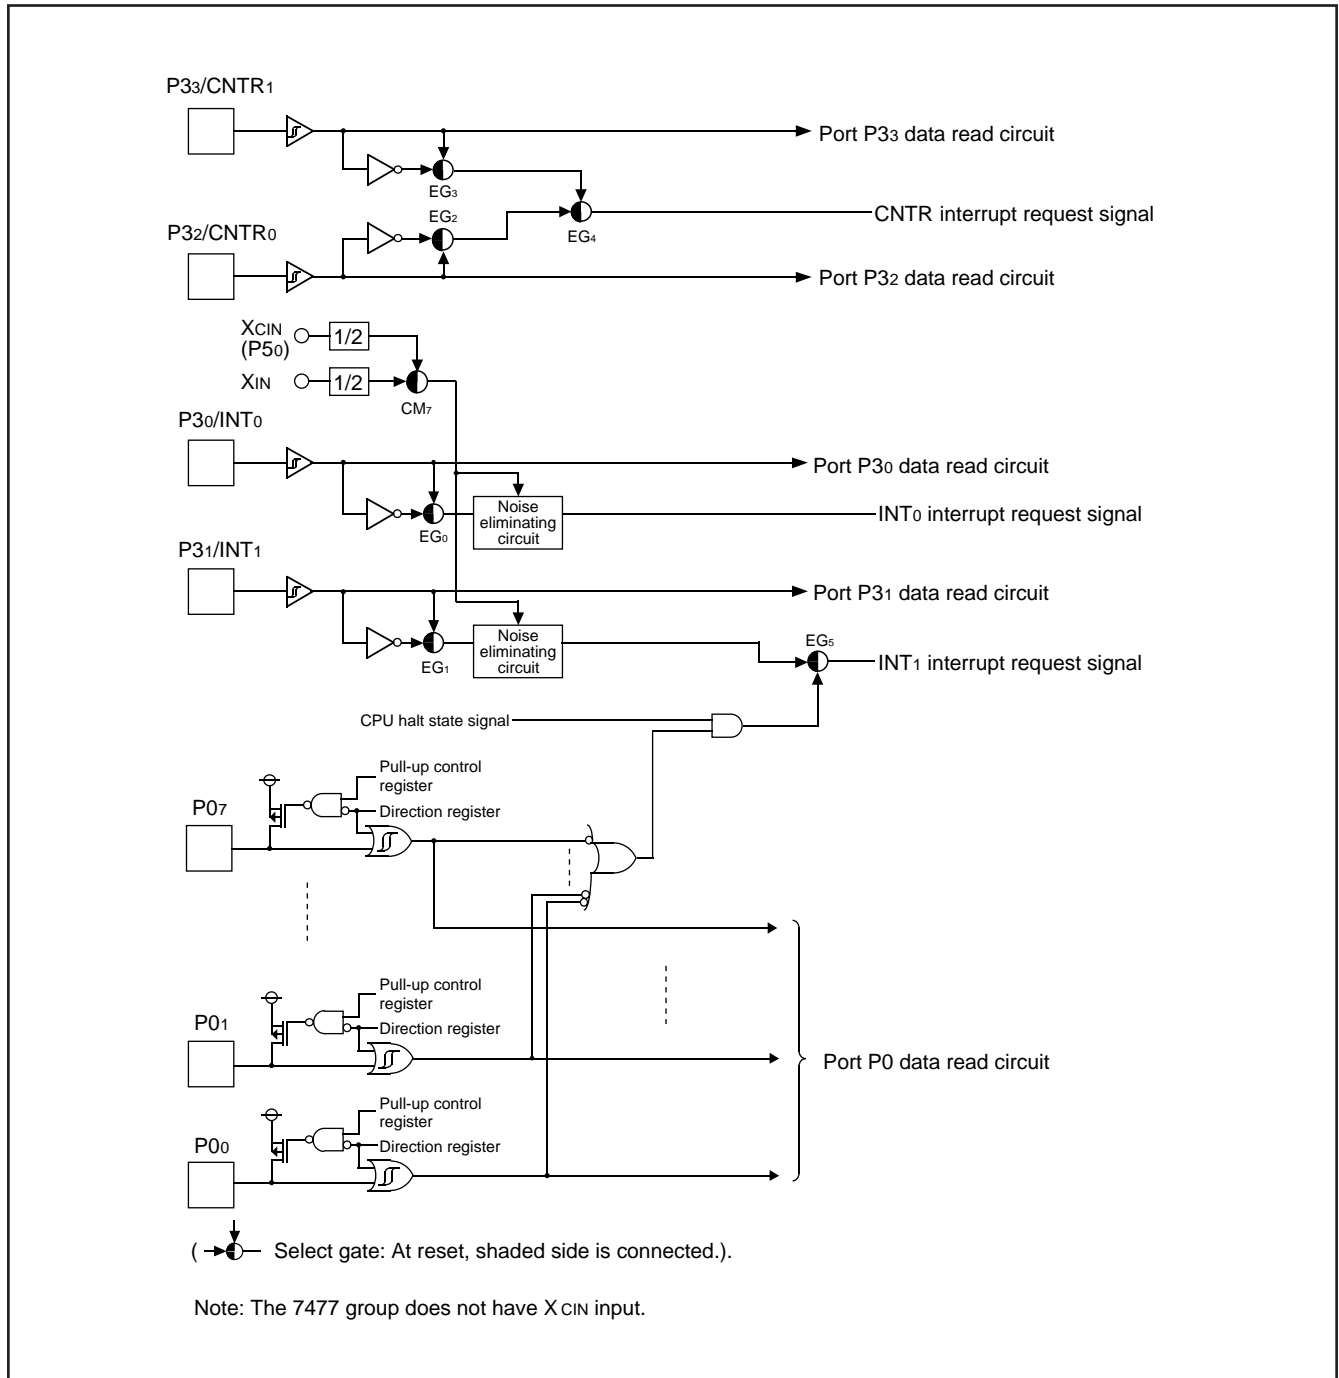 P33/CNTR1
Port P33 data read circuit
EG3
EG2
CNTR interrupt request signal
EG4
P32/CNTR0
Port P32 data read circuit
XCIN
(P50)
1/2
XIN
1/2
CM7
P30/INT0
Port P30 data read circuit
Noise
eliminating
circuit
INT0 interrupt request signal
EG0
P31/INT1
Port P31 data read circuit
Noise
eliminating
circuit
EG1
EG5
INT1 interrupt request signal
CPU halt state signal
Pull-up control
register
Direction register
P07
Pull-up control
register
Direction register
P01
Port P0 data read circuit
Pull-up control
register
Direction register
P00
( Select gate: At reset, shaded side is connected.).
Note: The 7477 group does not have XCIN input.